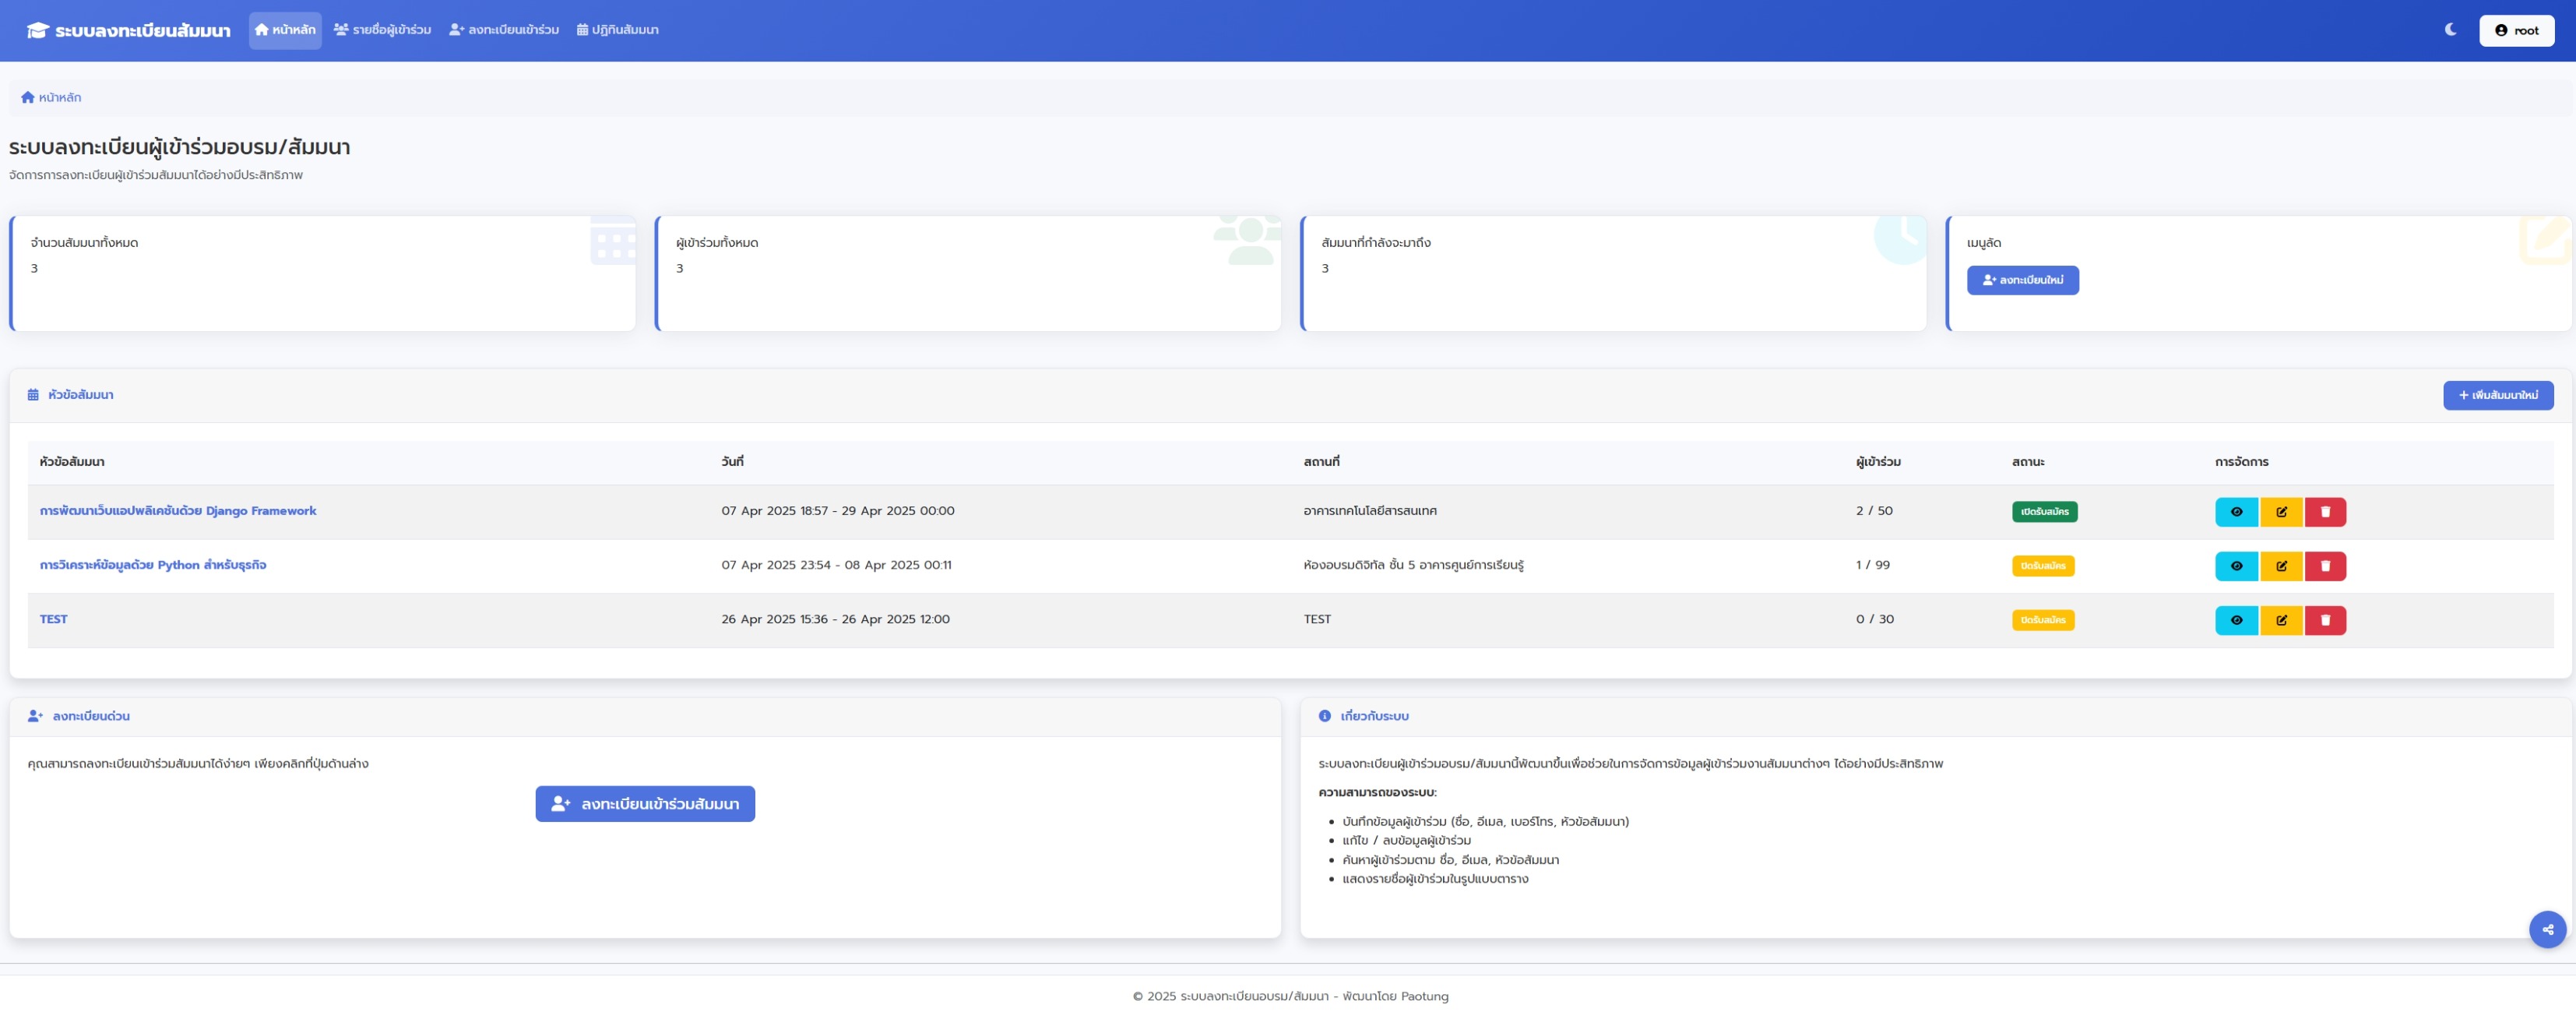 ระบบลงทะเบียนสัมมนา หน้าหลัก รายชื่อผู้เข้าร่วม ลงทะเบียนเข้าร่วม ปฏิทินสัมมนา root
หน้าหลัก
ระบบลงทะเบียนผู้เข้าร่วมอบรม/สัมมนา
จัดการการลงทะเบียนผู้เข้าร่วมสัมมนาได้อย่างมีประสิทธิภาพ
จำนวนสัมมนาทั้งหมด
3
ผู้เข้าร่วมทั้งหมด
3
สัมมนาที่กำลังจะมาถึง
3
เมนูลัด
ลงทะเบียนใหม่
หัวข้อสัมมนา
เพิ่มสัมมนาใหม่
หัวข้อสัมมนา วันที่ สถานที่ ผู้เข้าร่วม สถานะ การจัดการ
การพัฒนาเว็บแอปพลิเคชันด้วย Django Framework 07 Apr 2025 18:57 - 29 Apr 2025 00:00 อาคารเทคโนโลยีสารสนเทศ 2 / 50 เปิดรับสมัคร
การวิเคราะห์ข้อมูลด้วย Python สำหรับธุรกิจ 07 Apr 2025 23:54 - 08 Apr 2025 00:11 ห้องอบรมดิจิทัล ชั้น 5 อาคารศูนย์การเรียนรู้ 1 / 99 ปิดรับสมัคร
TEST 26 Apr 2025 15:36 - 26 Apr 2025 12:00 TEST 0 / 30 ปิดรับสมัคร
ลงทะเบียนด่วน
คุณสามารถลงทะเบียนเข้าร่วมสัมมนาได้ง่ายๆ เพียงคลิกที่ปุ่มด้านล่าง
ลงทะเบียนเข้าร่วมสัมมนา
เกี่ยวกับระบบ
ระบบลงทะเบียนผู้เข้าร่วมอบรม/สัมมนานี้พัฒนาขึ้นเพื่อช่วยในการจัดการข้อมูลผู้เข้าร่วมงานสัมมนาต่างๆ ได้อย่างมีประสิทธิภาพ
ความสามารถของระบบ:
บันทึกข้อมูลผู้เข้าร่วม (ชื่อ, อีเมล, เบอร์โทร, หัวข้อสัมมนา)
แก้ไข / ลบข้อมูลผู้เข้าร่วม
ค้นหาผู้เข้าร่วมตาม ชื่อ, อีเมล, หัวข้อสัมมนา
แสดงรายชื่อผู้เข้าร่วมในรูปแบบตาราง
© 2025 ระบบลงทะเบียนอบรม/สัมมนา - พัฒนาโดย Paotung